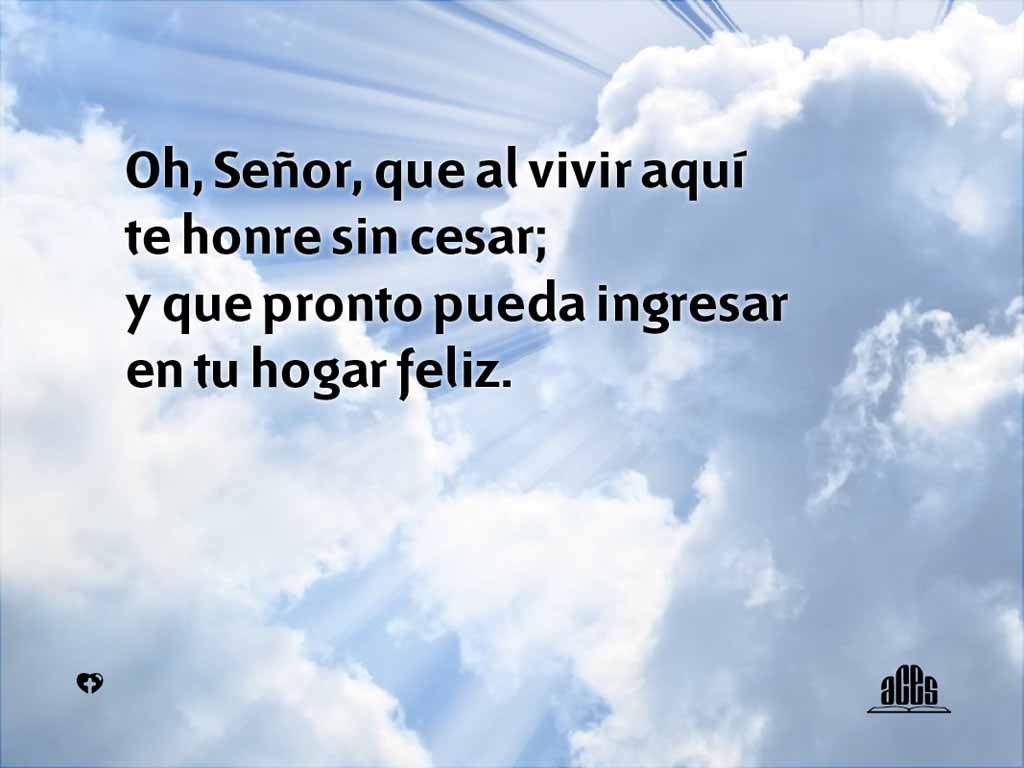 Oh, Señor, que al vivir aquí
te honre sin cesar;
y que pronto pueda ingresar
en tu hogar feliz.
aces